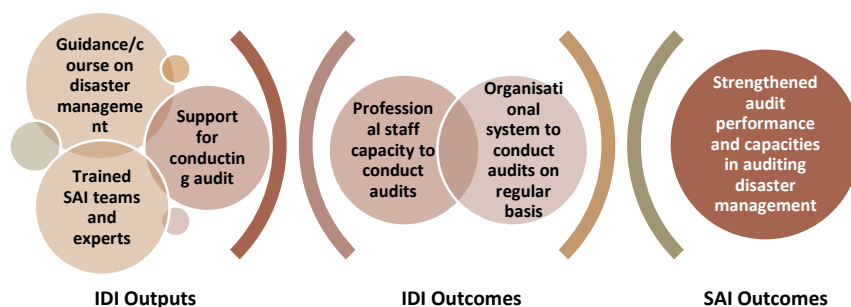 Guidance/c
ourse on
disaster
manageme
nt
Support
for
conductin
g audit
Trained
SAI teams
and
experts
IDI Outputs
Profession
al staff
capacity to
conduct
audits
Organisati
onal
system to
conduct
audits on
regular
basis
IDI Outcomes
Strengthened
audit
performance
and capacities
in auditing
disaster
management
SAI Outcomes